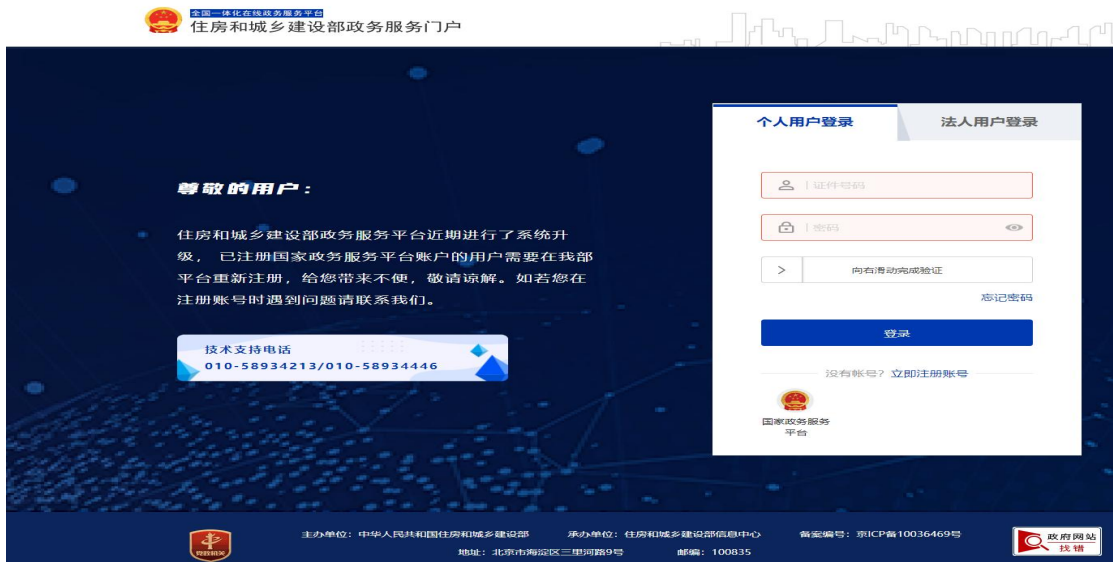 全国一体化在线政务服务平台
住房和城乡建设部政务服务门户
个人用户登录
法人用户登录
证件号码
密码
向右滑动完成验证
忘记密码
登录
没有帐号? 立即注册账号
国家政务服务
平台
尊敬的用户：
住房和城乡建设部政务服务平台近期进行了系统升
级， 已注册国家政务服务平台账户的用户需要在我部
平台重新注册，给您带来不便，敬请谅解。如若您在
注册账号时遇到问题请联系我们。
技术支持电话
010-58934213/010-58934446
主办单位：中华人民共和国住房和城乡建设部 承办单位：住房和城乡建设部信息中心 备案编号：京ICP备10036469号
地址：北京市海淀区三里河路9号 邮编：100835
党政机关
政府网站
找错